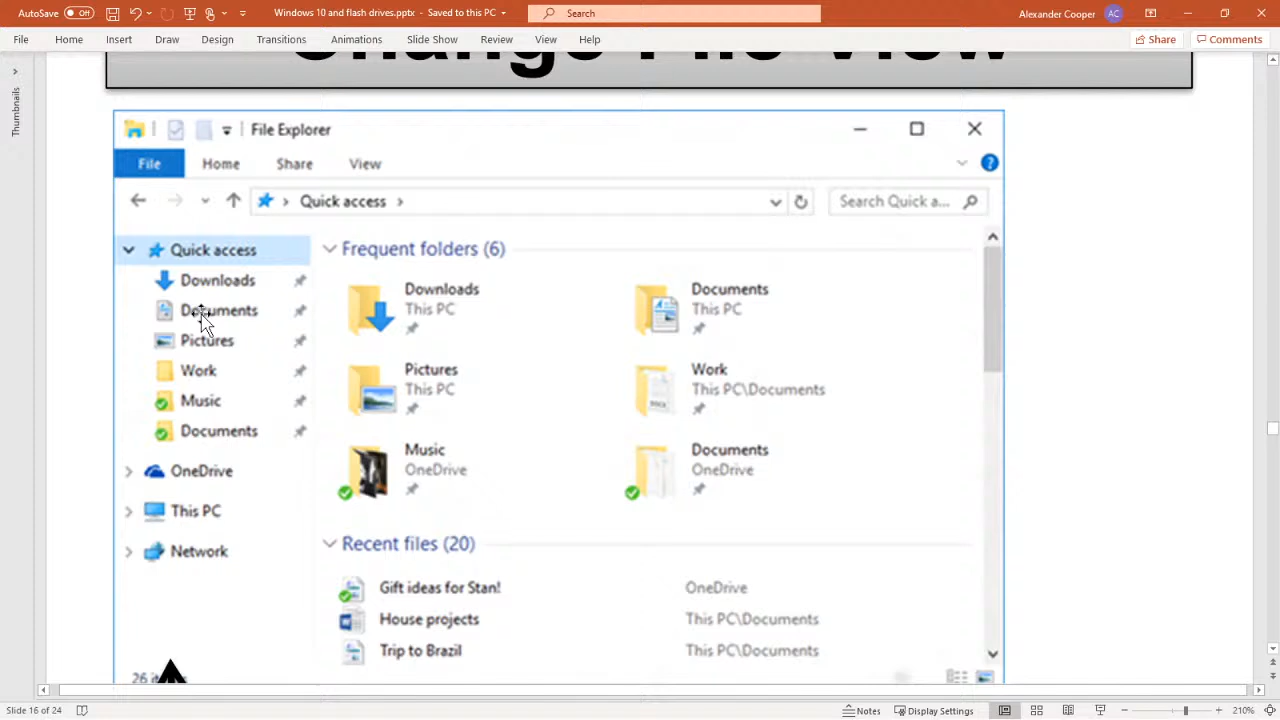 AutoSave Off Windows 10 and flash drives.pptx - Saved to this PC Search Alexander Cooper AC
File Home Insert Draw Design Transitions Animations Slide Show Review View Help Share Comments
Change File View
Thumbnails
File Explorer
File Home Share View
Quick access Search Quick a...
Quick access
Downloads
Documents
Pictures
Work
Music
Documents
OneDrive
This PC
Network
Frequent folders (6)
Downloads
This PC
Documents
This PC
Pictures
This PC
Work
This PC\Documents
Music
OneDrive
Documents
OneDrive
Recent files (20)
Gift ideas for Stan! OneDrive
House projects This PC\Documents
Trip to Brazil This PC\Documents
26
Slide 16 of 24 Notes Display Settings 210%